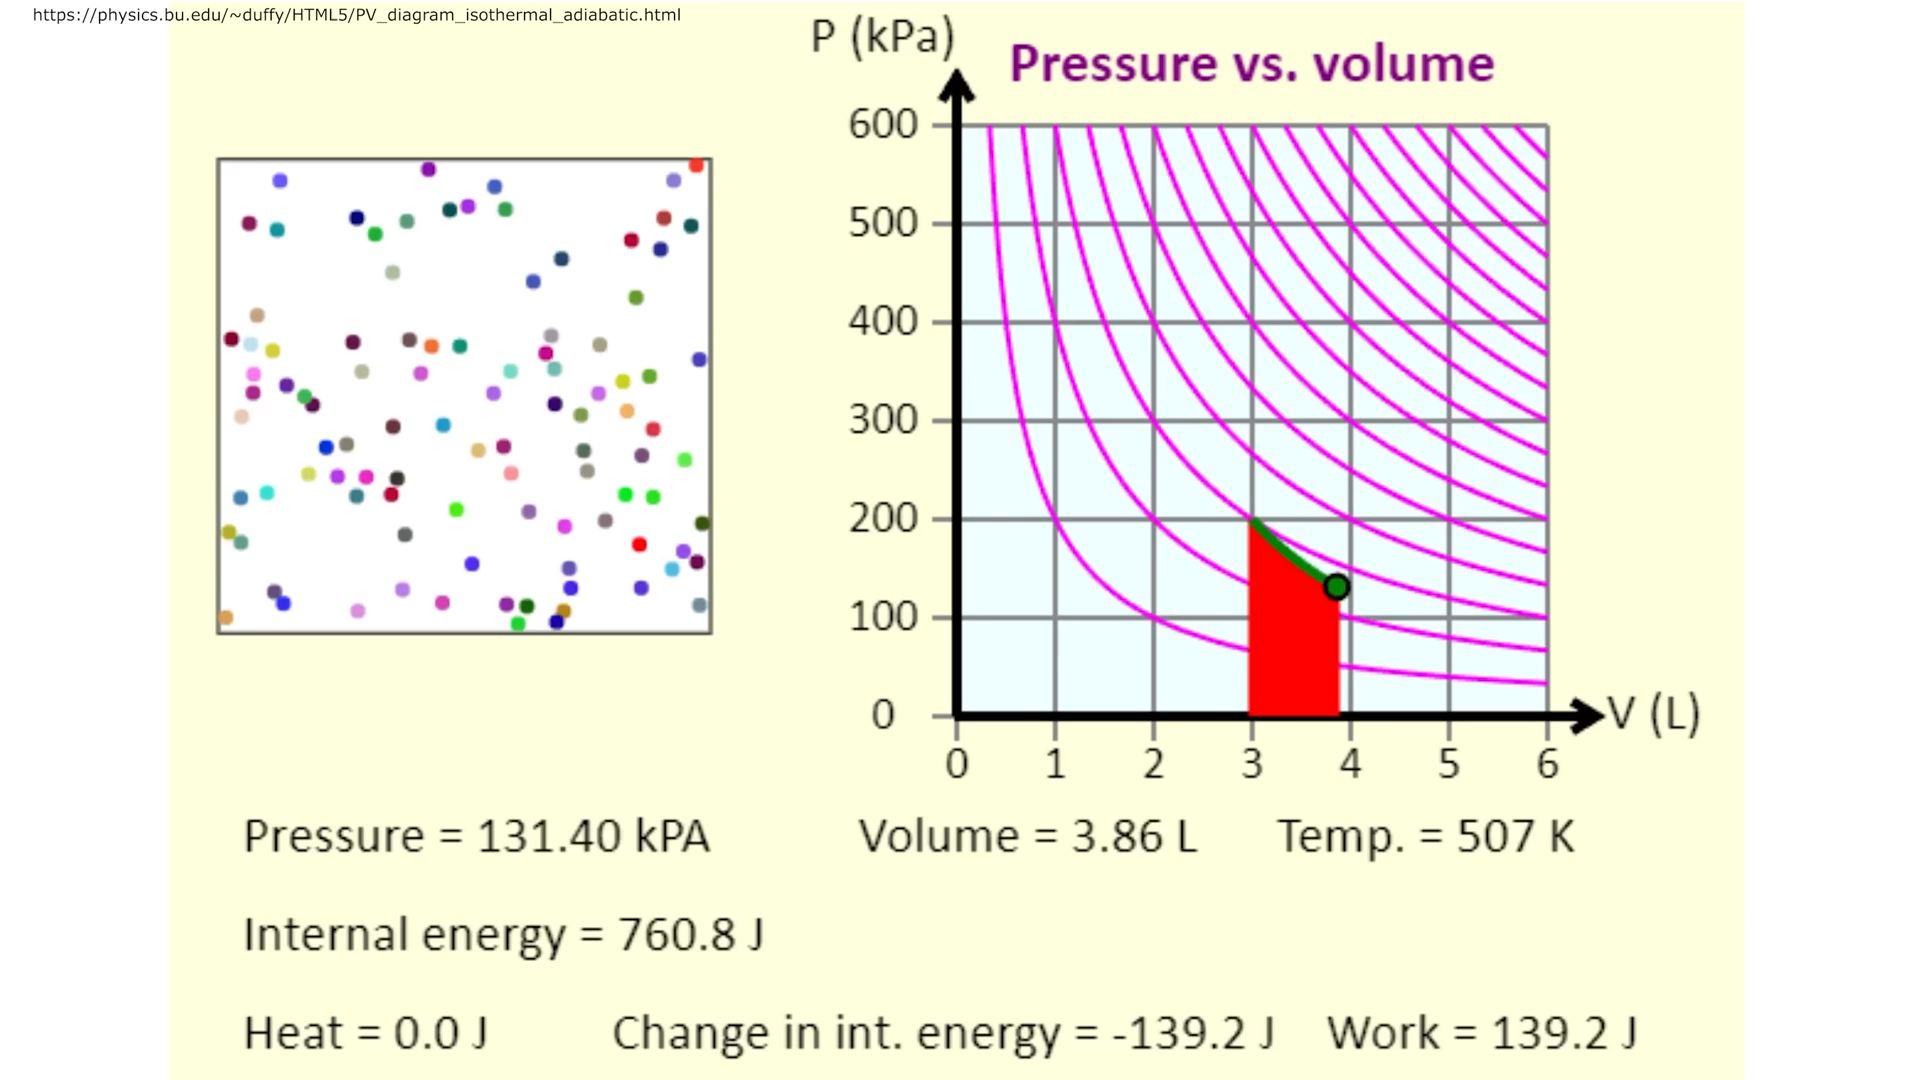 https://physics.bu.edu/~duffy/HTML5/PV_diagram_isothermal_adiabatic.html
P (kPa)
Pressure vs. volume
600
500
400
300
200
100
0
V (L)
0 1 2 3 4 5 6
Pressure = 131.40 kPA Volume = 3.86 L Temp. = 507 K
Internal energy = 760.8 J
Heat = 0.0 J Change in int. energy = -139.2 J Work = 139.2 J